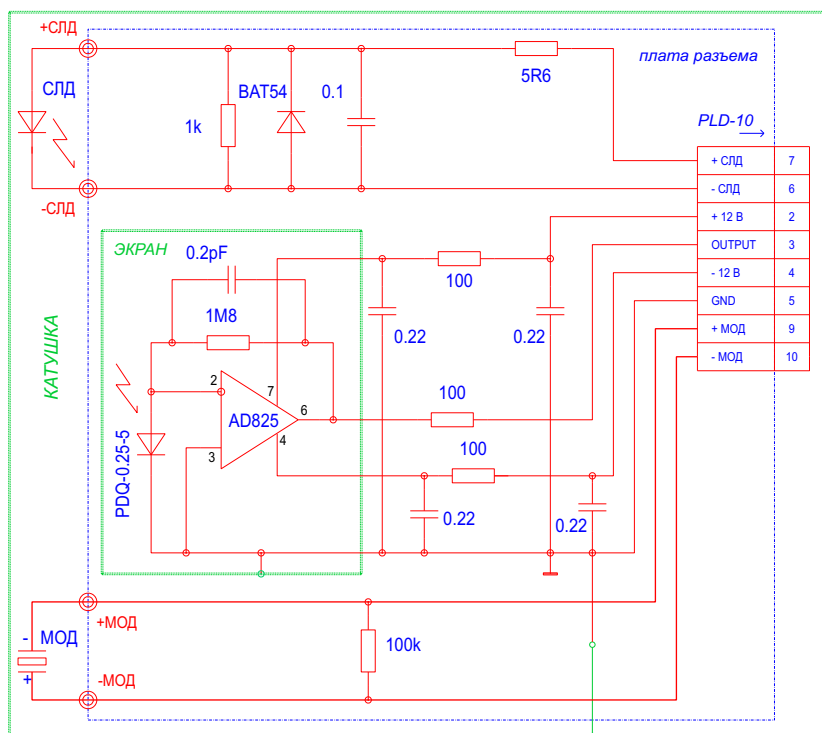 +СЛД
плата разъема
СЛД
BAT54
0.1
5R6
1k
PLD-10
+ СЛД 7
-СЛД
- СЛД 6
+ 12 В 2
ЭКРАН
0.2pF
OUTPUT 3
100
- 12 В 4
1M8
GND 5
0.22
0.22
+ МОД 9
КАТУШКА
- МОД 10
2
7
100
AD825
6
4
3
PDQ-0.25-5
100
0.22
0.22
+МОД
-
МОД
100k
+
-МОД